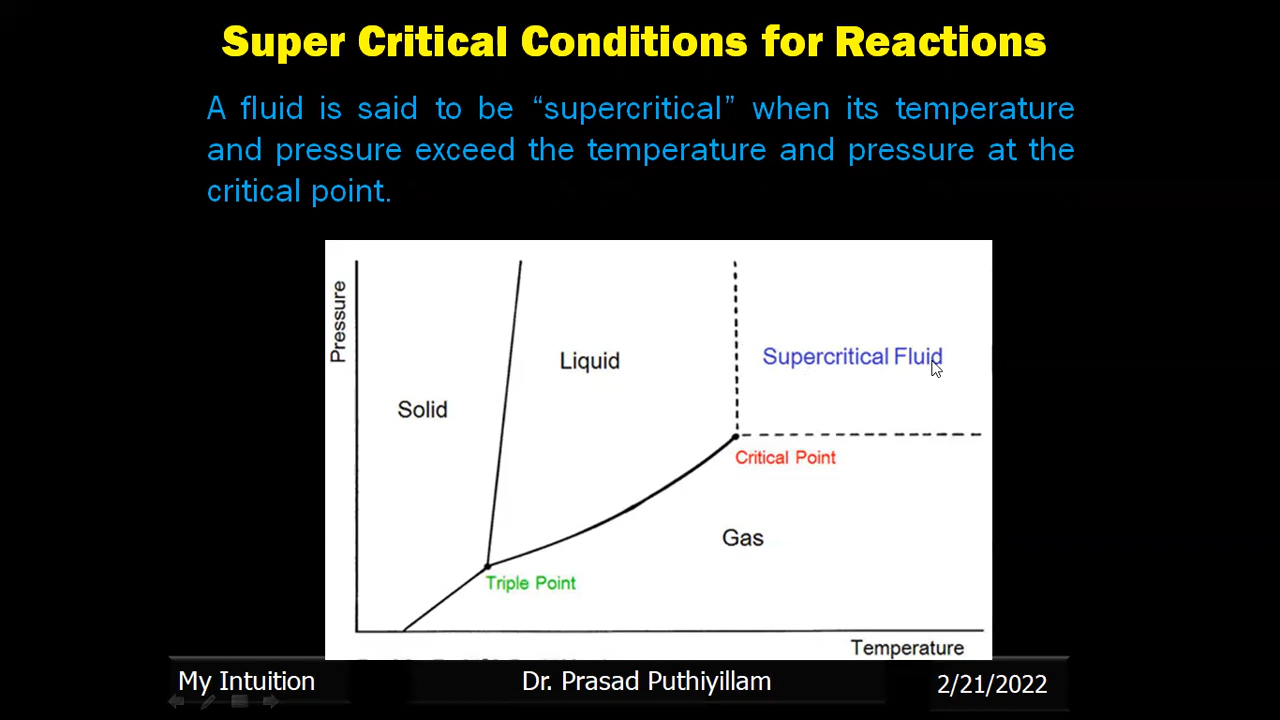 Super Critical Conditions for Reactions
A fluid is said to be “supercritical” when its temperature
and pressure exceed the temperature and pressure at the
critical point.
Pressure
Supercritical Fluid
Liquid
Solid
Critical Point
Gas
Triple Point
Temperature
My Intuition
Dr. Prasad Puthiyillam
2/21/2022